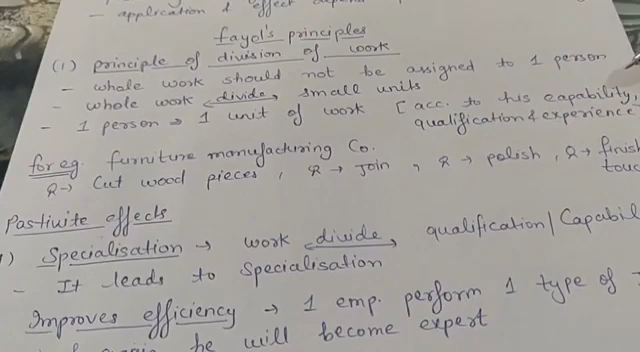 - application & effect depend
fayol's principles
(1) principle of division of work
- whole work should not be assigned to 1 person
- whole work divide small units
- 1 person → 1 unit of work [acc. to his capability, qualification & experience
for eg. furniture manufacturing Co.
Cut wood pieces, → Join, → polish, → finish touc
Pastiuite effects
1) Specialisation → work divide qualification/Capabil
- It leads to specialisation
Improves efficiency → 1 emp. perform 1 type of
he will become expert